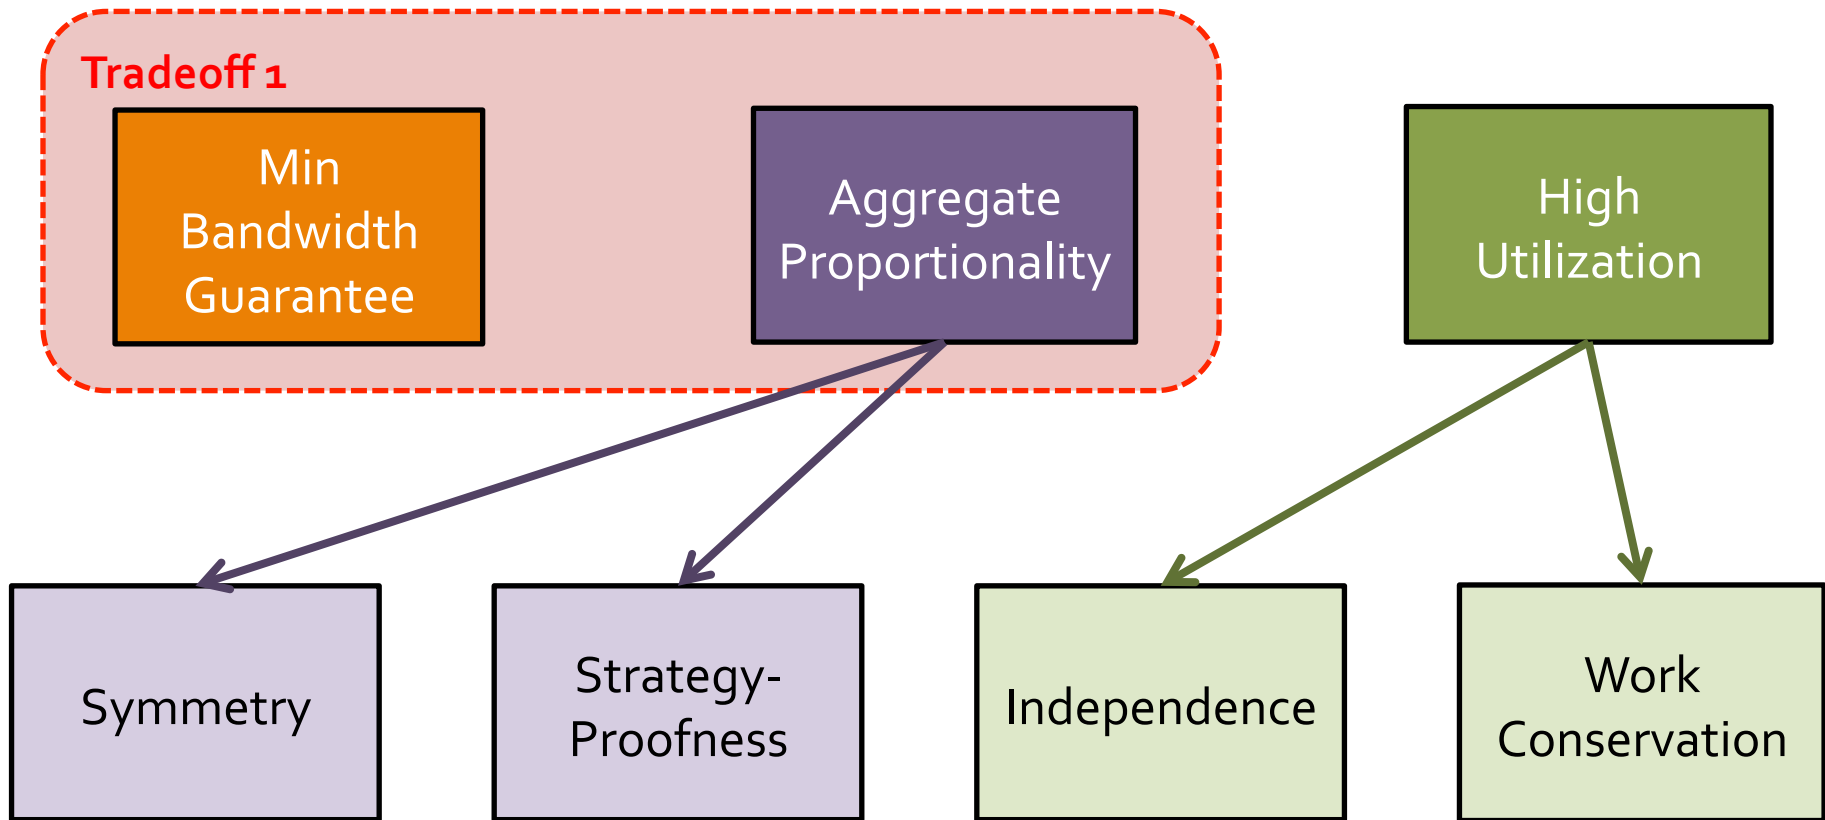 Tradeoff 1
Min
Bandwidth
Guarantee
Aggregate
Proportionality
High
Utilization
Symmetry
Strategy-
Proofness
Independence
Work
Conservation